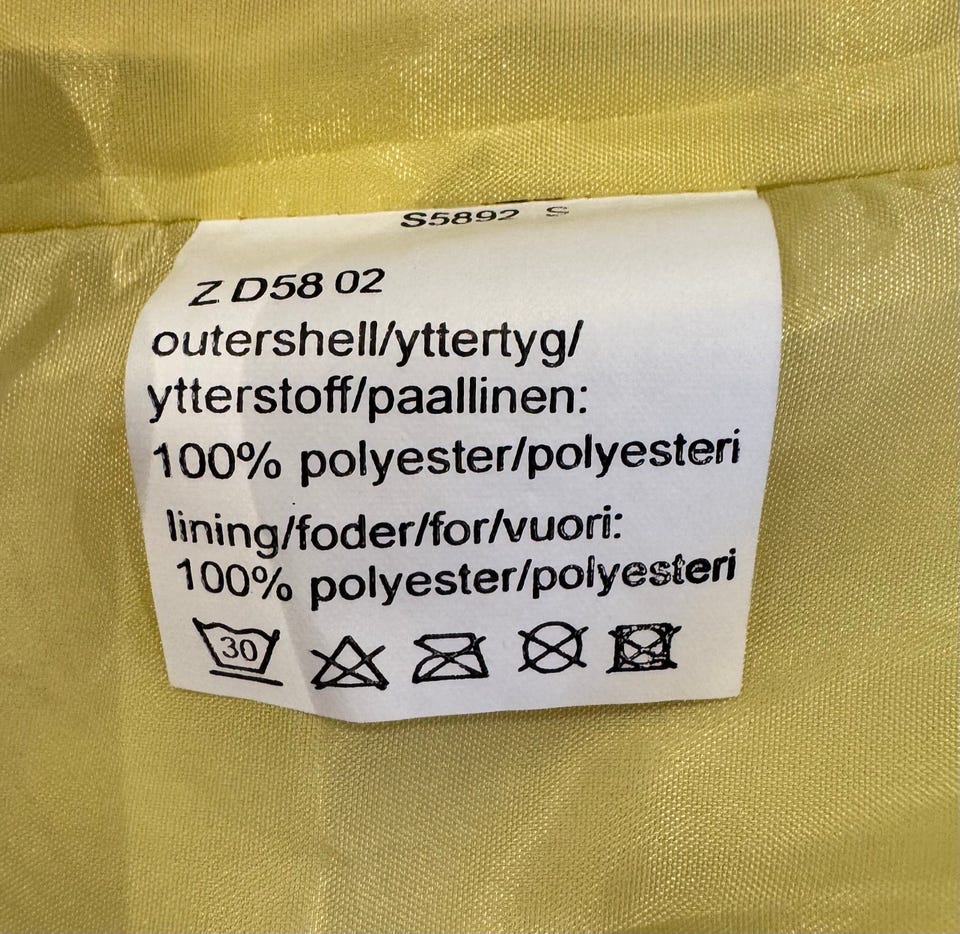 S5892 S
Z D58 02
outershell/yttertyg/
ytterstoff/paallinen:
100% polyester/polyesteri
lining/foder/for/vuori:
100% polyester/polyesteri
30